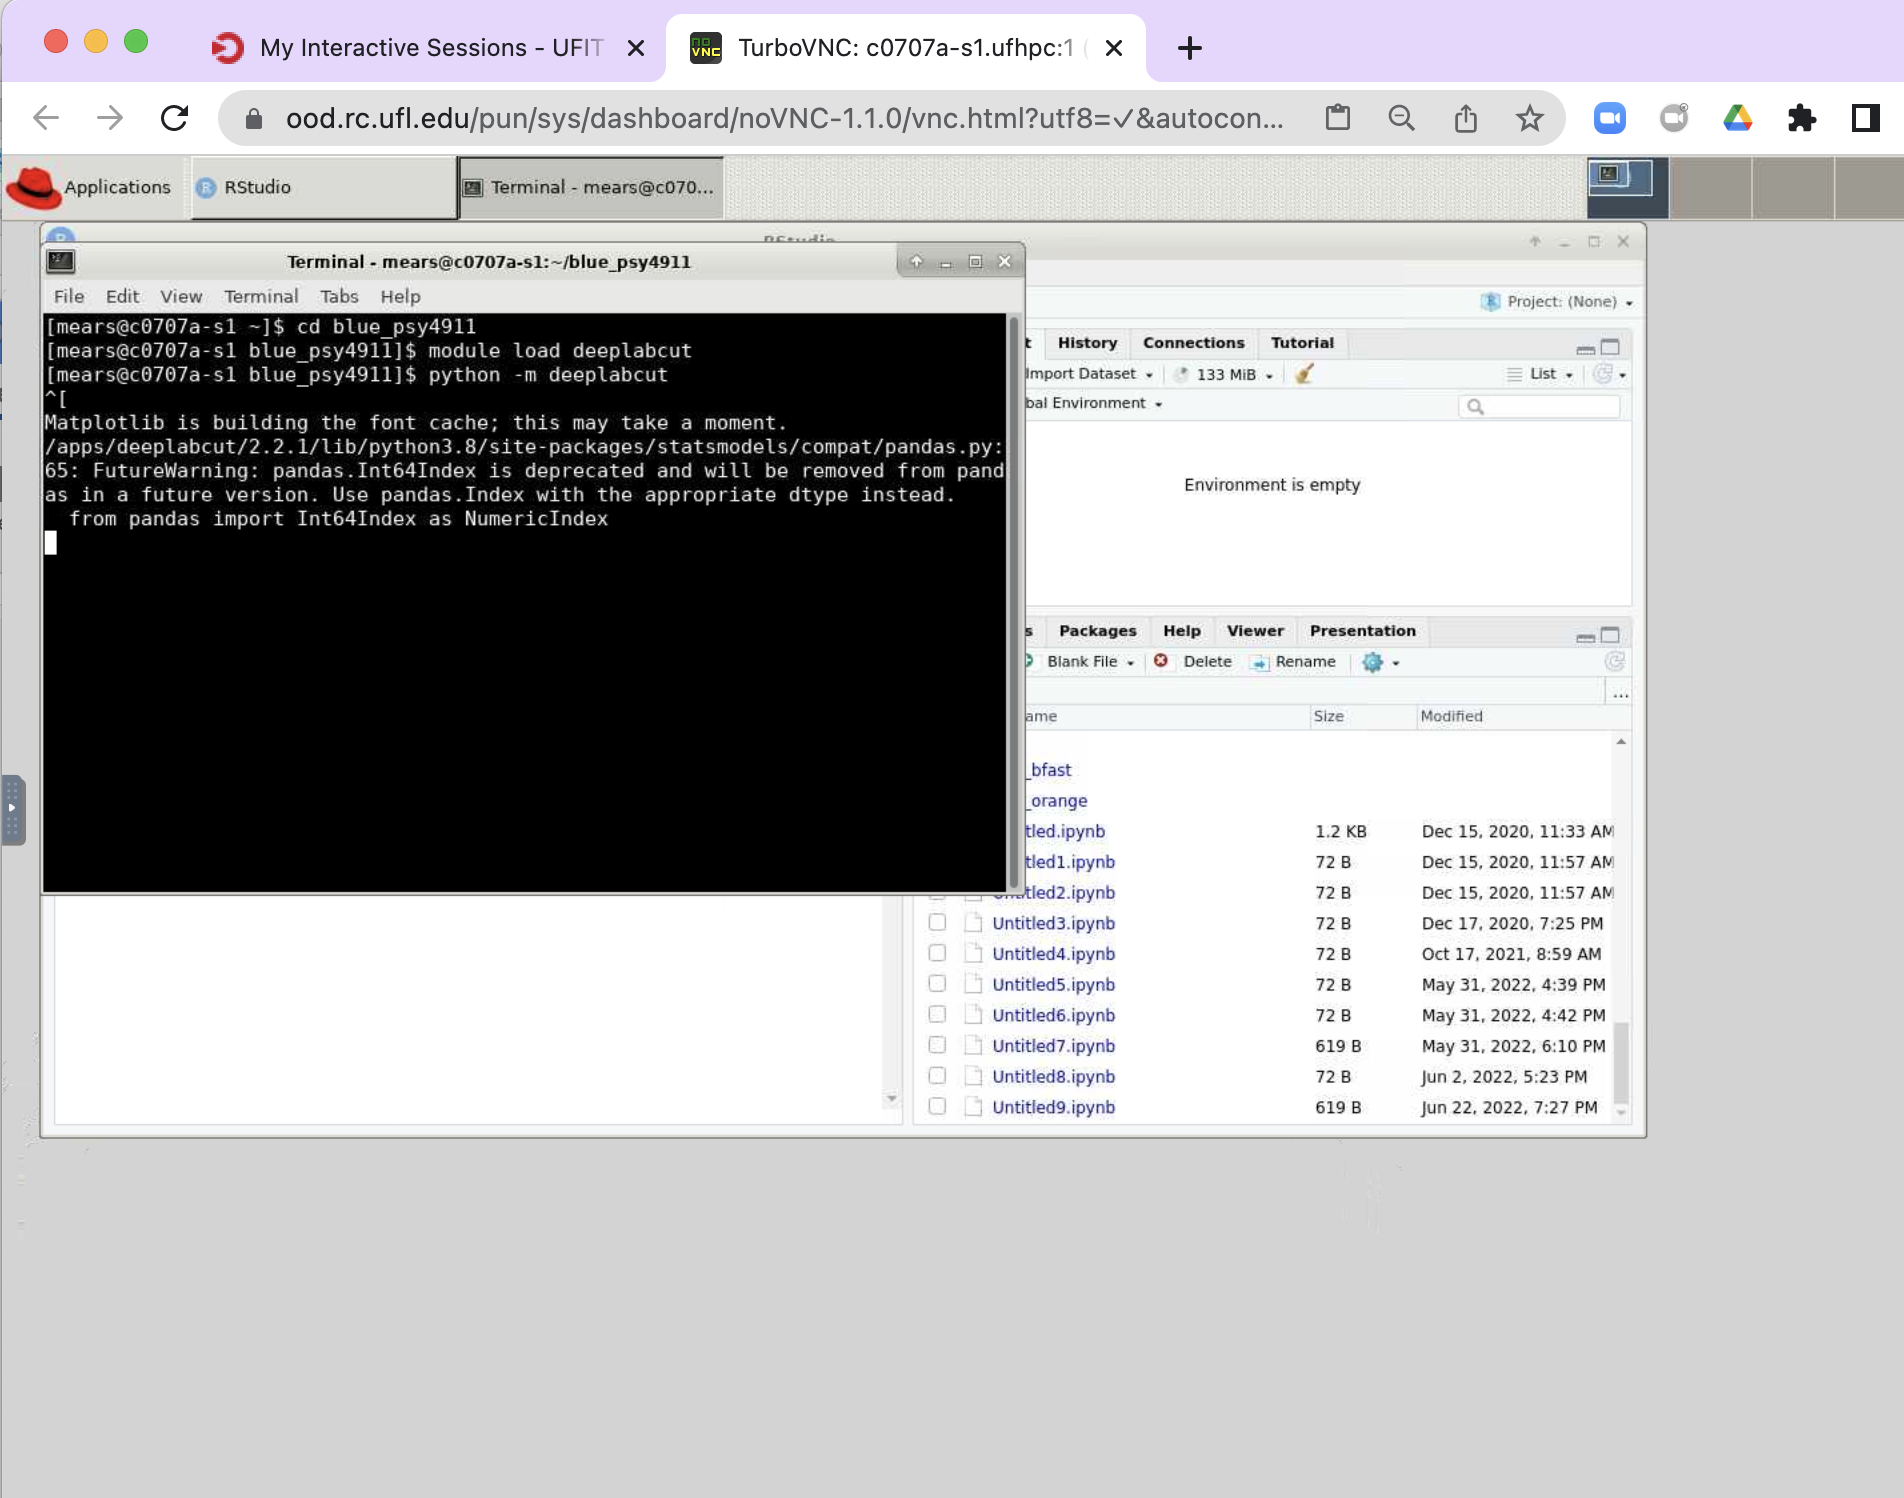 My Interactive Sessions - UFIT
TurboVNC: c0707a-s1.ufhpc:1 (
ood.rc.ufl.edu/pun/sys/dashboard/noVNC-1.1.0/vnc.html?utf8=✓&autocon...
Applications
RStudio
Terminal - mears@c070...
RStudio
Terminal - mears@c0707a-s1:~/blue_psy4911
File Edit View Terminal Tabs Help
[mears@c0707a-s1 ~]$ cd blue_psy4911
[mears@c0707a-s1 blue_psy4911]$ module load deeplabcut
[mears@c0707a-s1 blue_psy4911]$ python -m deeplabcut
^[
Matplotlib is building the font cache; this may take a moment.
/apps/deeplabcut/2.2.1/lib/python3.8/site-packages/statsmodels/compat/pandas.py:
65: FutureWarning: pandas.Int64Index is deprecated and will be removed from pand
as in a future version. Use pandas.Index with the appropriate dtype instead.
from pandas import Int64Index as NumericIndex
Project: (None)
t History Connections Tutorial
Import Dataset 133 MiB List
bal Environment
Environment is empty
s Packages Help Viewer Presentation
Blank File Delete Rename
...
ame Size Modified
_bfast
_orange
tled.ipynb 1.2 KB Dec 15, 2020, 11:33 AM
tled1.ipynb 72 B Dec 15, 2020, 11:57 AM
Untitled2.ipynb 72 B Dec 15, 2020, 11:57 AM
Untitled3.ipynb 72 B Dec 17, 2020, 7:25 PM
Untitled4.ipynb 72 B Oct 17, 2021, 8:59 AM
Untitled5.ipynb 72 B May 31, 2022, 4:39 PM
Untitled6.ipynb 72 B May 31, 2022, 4:42 PM
Untitled7.ipynb 619 B May 31, 2022, 6:10 PM
Untitled8.ipynb 72 B Jun 2, 2022, 5:23 PM
Untitled9.ipynb 619 B Jun 22, 2022, 7:27 PM